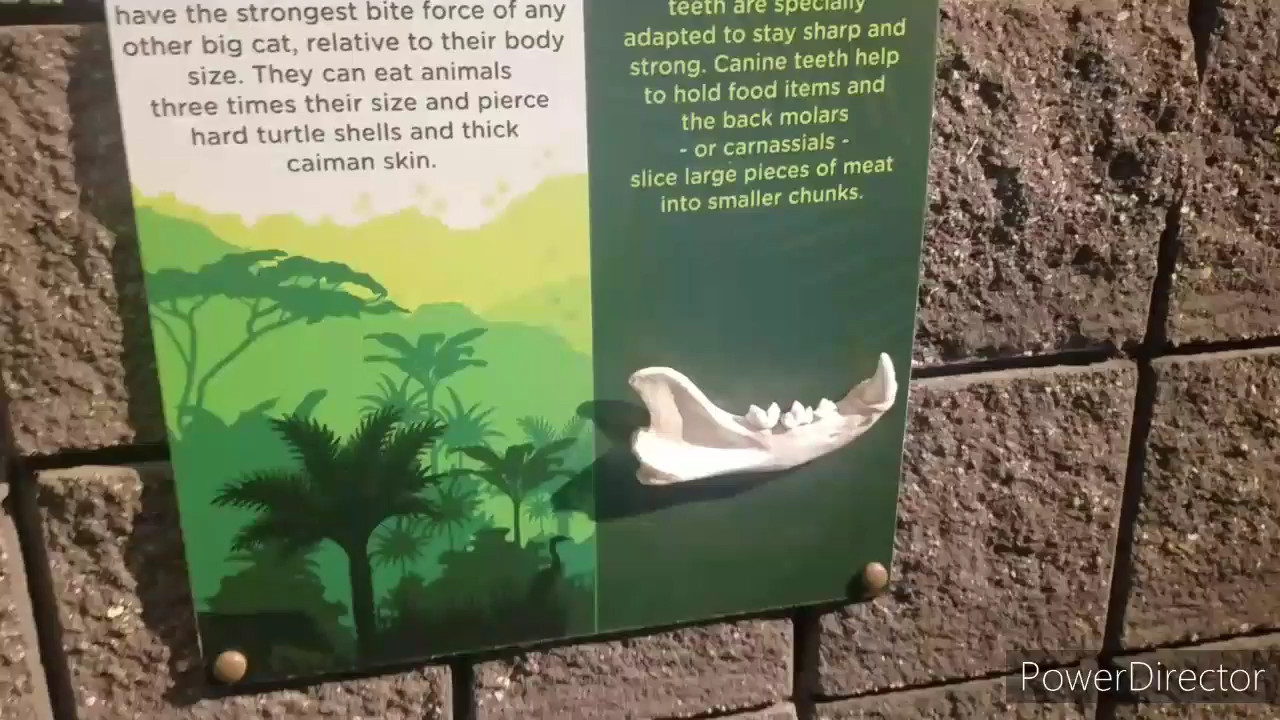 have the strongest bite force of any
other big cat, relative to their body
size. They can eat animals
three times their size and pierce
hard turtle shells and thick
caiman skin.
teeth are specially
adapted to stay sharp and
strong. Canine teeth help
to hold food items and
the back molars
- or carnassials -
slice large pieces of meat
into smaller chunks.
PowerDirector